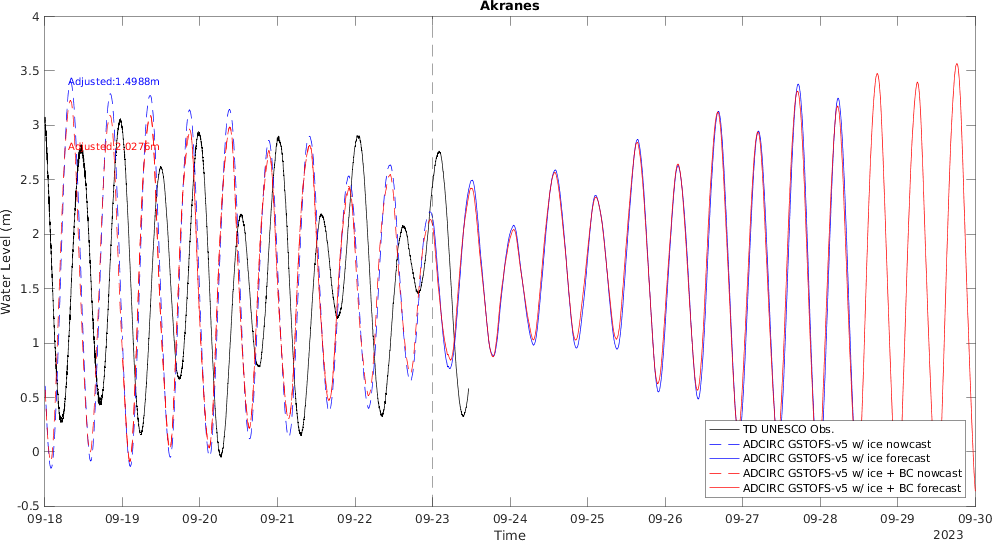 Akranes
4
3.5
3
2.5
2
1.5
1
0.5
0
-0.5
Water Level (m)
Adjusted:1.4988m
Adjusted:2.0276m
TD UNESCO Obs.
ADCIRC GSTOFS-v5 w/ ice nowcast
ADCIRC GSTOFS-v5 w/ ice forecast
ADCIRC GSTOFS-v5 w/ ice + BC nowcast
ADCIRC GSTOFS-v5 w/ ice + BC forecast
09-18 09-19 09-20 09-21 09-22 09-23 09-24 09-25 09-26 09-27 09-28 09-29 09-30
Time
2023